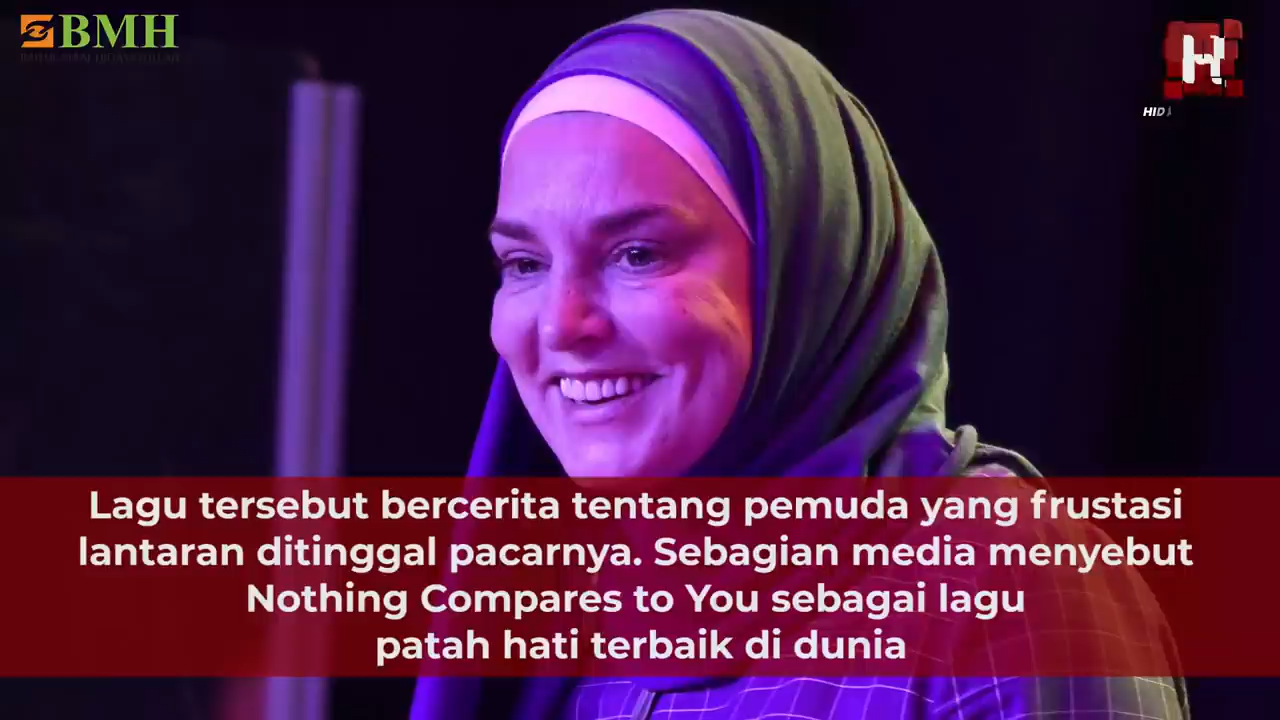 BMH
H
HID
Lagu tersebut bercerita tentang pemuda yang frustasi
lantaran ditinggal pacarnya. Sebagian media menyebut
Nothing Compares to You sebagai lagu
patah hati terbaik di dunia